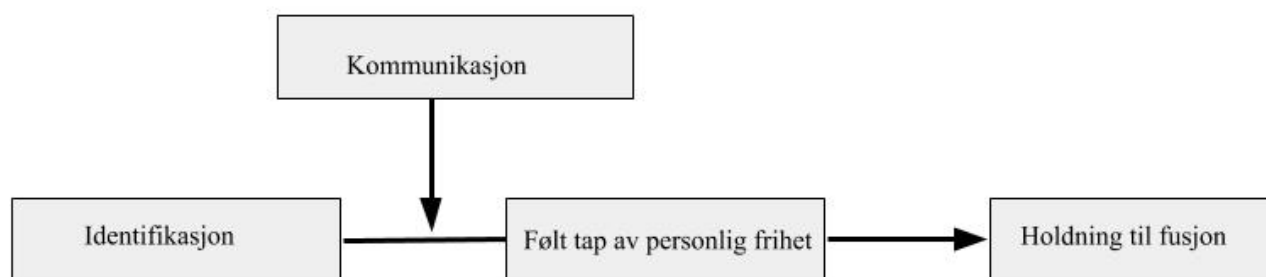 Kommunikasjon
Identifikasjon
Følt tap av personlig frihet
Holdning til fusjon